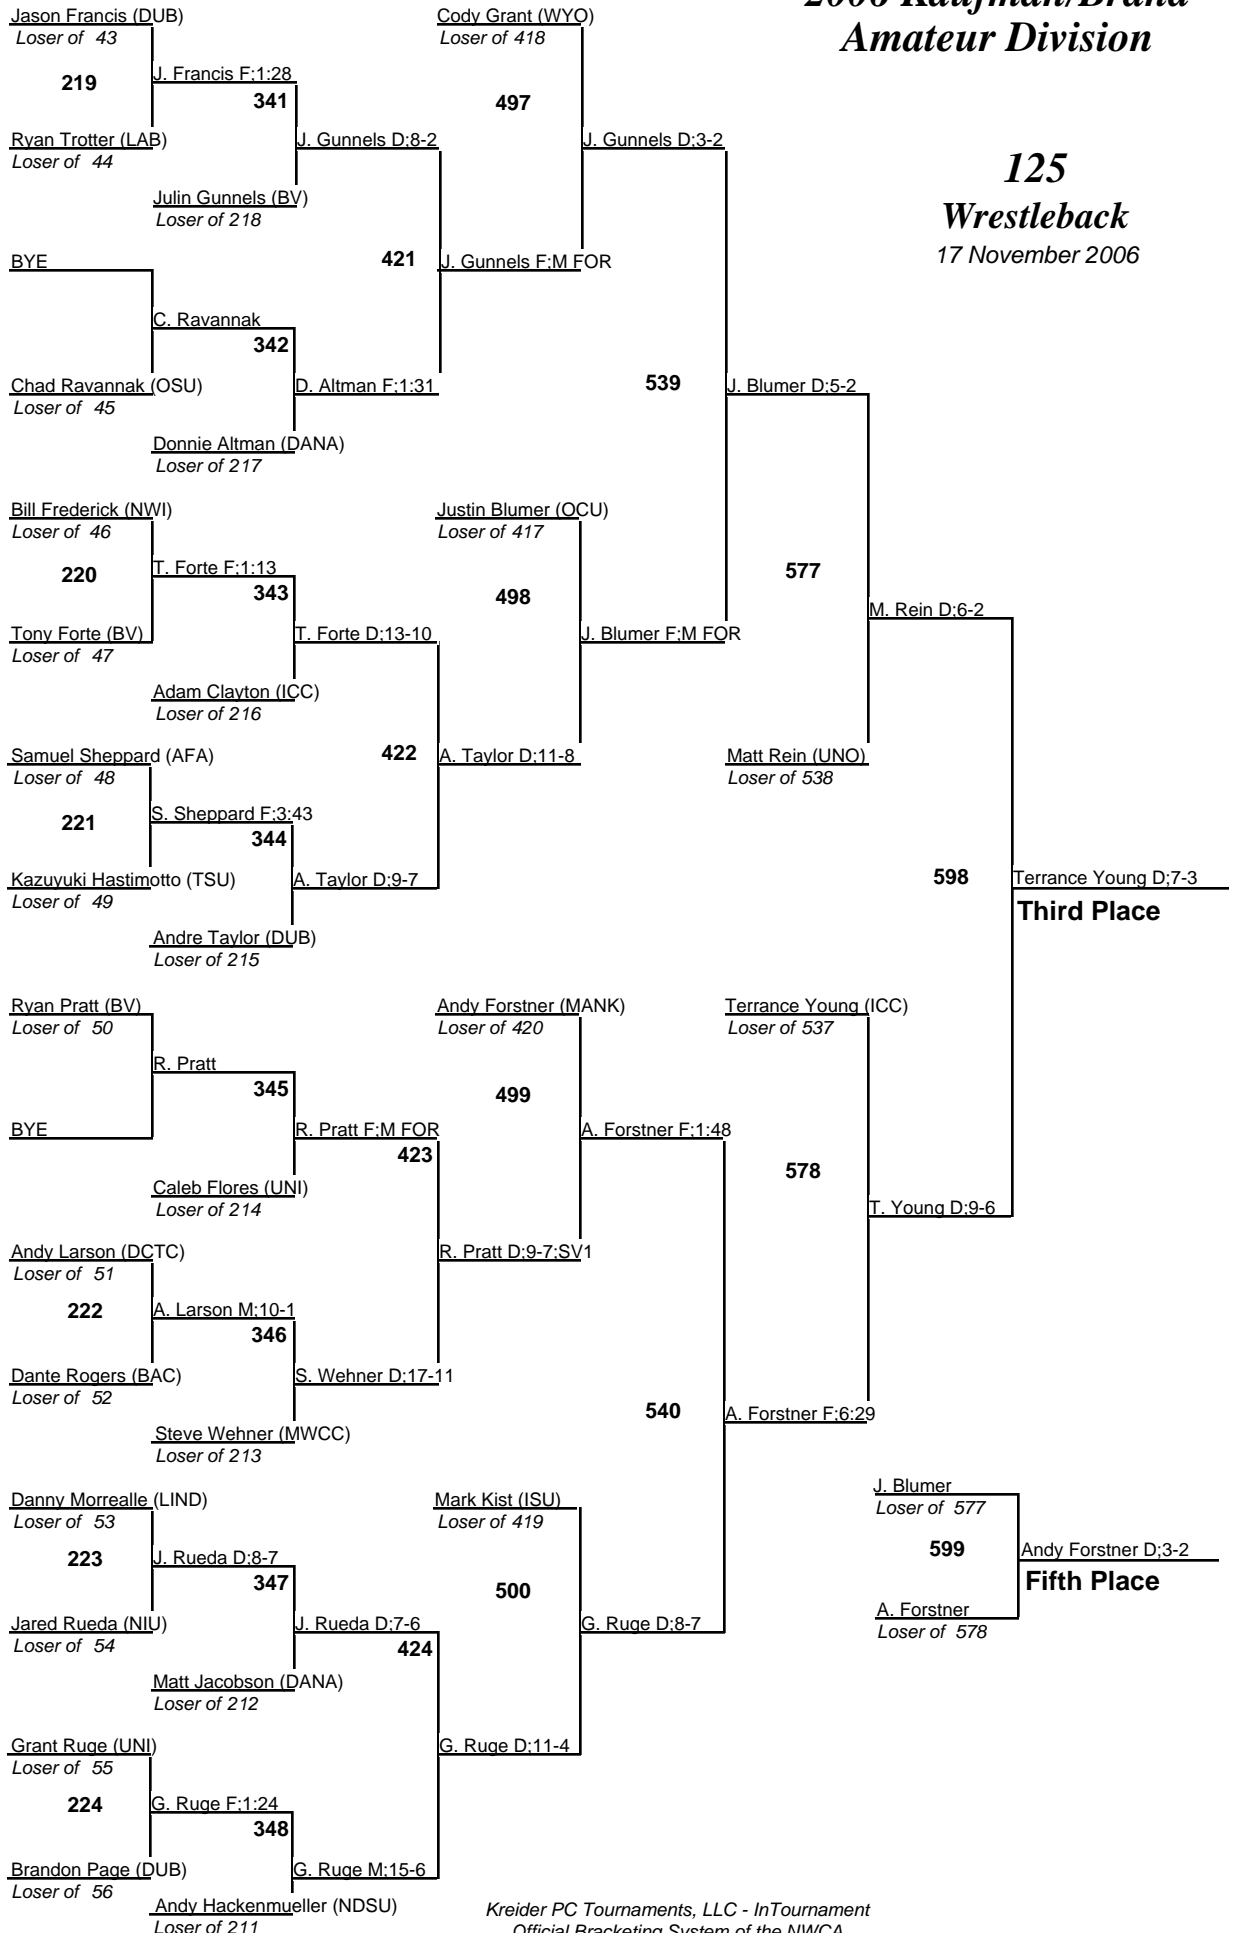 2006 Kaufman/Brand
Amateur Division
125
Wrestleback
17 November 2006
Jason Francis (DUB)
Loser of 43
219
J. Francis F;1:28
341
Ryan Trotter (LAB)
Loser of 44
J. Gunnels D;8-2
Julin Gunnels (BV)
Loser of 218
BYE
421
J. Gunnels F;M FOR
C. Ravannak
342
Chad Ravannak (OSU)
Loser of 45
D. Altman F;1:31
Donnie Altman (DANA)
Loser of 217
Cody Grant (WYO)
Loser of 418
497
J. Gunnels D;3-2
539
J. Blumer D;5-2
Bill Frederick (NWI)
Loser of 46
220
T. Forte F;1:13
343
Tony Forte (BV)
Loser of 47
T. Forte D;13-10
Adam Clayton (ICC)
Loser of 216
Samuel Sheppard (AFA)
Loser of 48
422
A. Taylor D;11-8
221
S. Sheppard F;3:43
344
Kazuyuki Hastimotto (TSU)
Loser of 49
A. Taylor D;9-7
Andre Taylor (DUB)
Loser of 215
Justin Blumer (OCU)
Loser of 417
498
J. Blumer F;M FOR
577
M. Rein D;6-2
Matt Rein (UNO)
Loser of 538
598
Terrance Young D;7-3
Third Place
Ryan Pratt (BV)
Loser of 50
R. Pratt
345
BYE
R. Pratt F;M FOR
423
Caleb Flores (UNI)
Loser of 214
Andy Larson (DCTC)
Loser of 51
R. Pratt D;9-7;SV1
222
A. Larson M;10-1
346
Dante Rogers (BAC)
Loser of 52
S. Wehner D;17-11
Steve Wehner (MWCC)
Loser of 213
Andy Forstner (MANK)
Loser of 420
499
A. Forstner F;1:48
Terrance Young (ICC)
Loser of 537
578
T. Young D;9-6
540
A. Forstner F;6:29
Danny Morrealle (LIND)
Loser of 53
223
J. Rueda D;8-7
347
Jared Rueda (NIU)
Loser of 54
J. Rueda D;7-6
424
Matt Jacobson (DANA)
Loser of 212
Grant Ruge (UNI)
Loser of 55
G. Ruge D;11-4
224
G. Ruge F;1:24
348
Brandon Page (DUB)
Loser of 56
G. Ruge M;15-6
Andy Hackenmueller (NDSU)
Loser of 211
Mark Kist (ISU)
Loser of 419
500
G. Ruge D;8-7
J. Blumer
Loser of 577
599
Andy Forstner D;3-2
Fifth Place
A. Forstner
Loser of 578
Kreider PC Tournaments, LLC - InTournament
Official Bracketing System of the NWCA